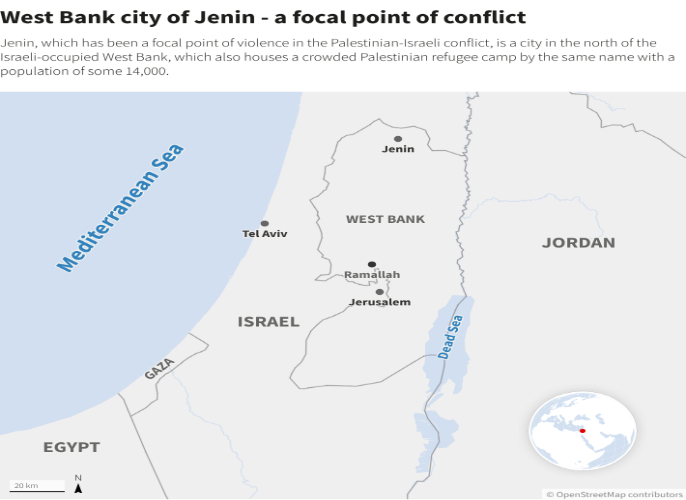 West Bank city of Jenin - a focal point of conflict
Jenin, which has been a focal point of violence in the Palestinian-Israeli conflict, is a city in the north of the
Israeli-occupied West Bank, which also houses a crowded Palestinian refugee camp by the same name with a
population of some 14,000.
Jenin
Mediterranean Sea
WEST BANK
Tel Aviv
JORDAN
Ramallah
Jerusalem
ISRAEL
Dead Sea
GAZA
EGYPT
N
20 km
© OpenStreetMap contributors